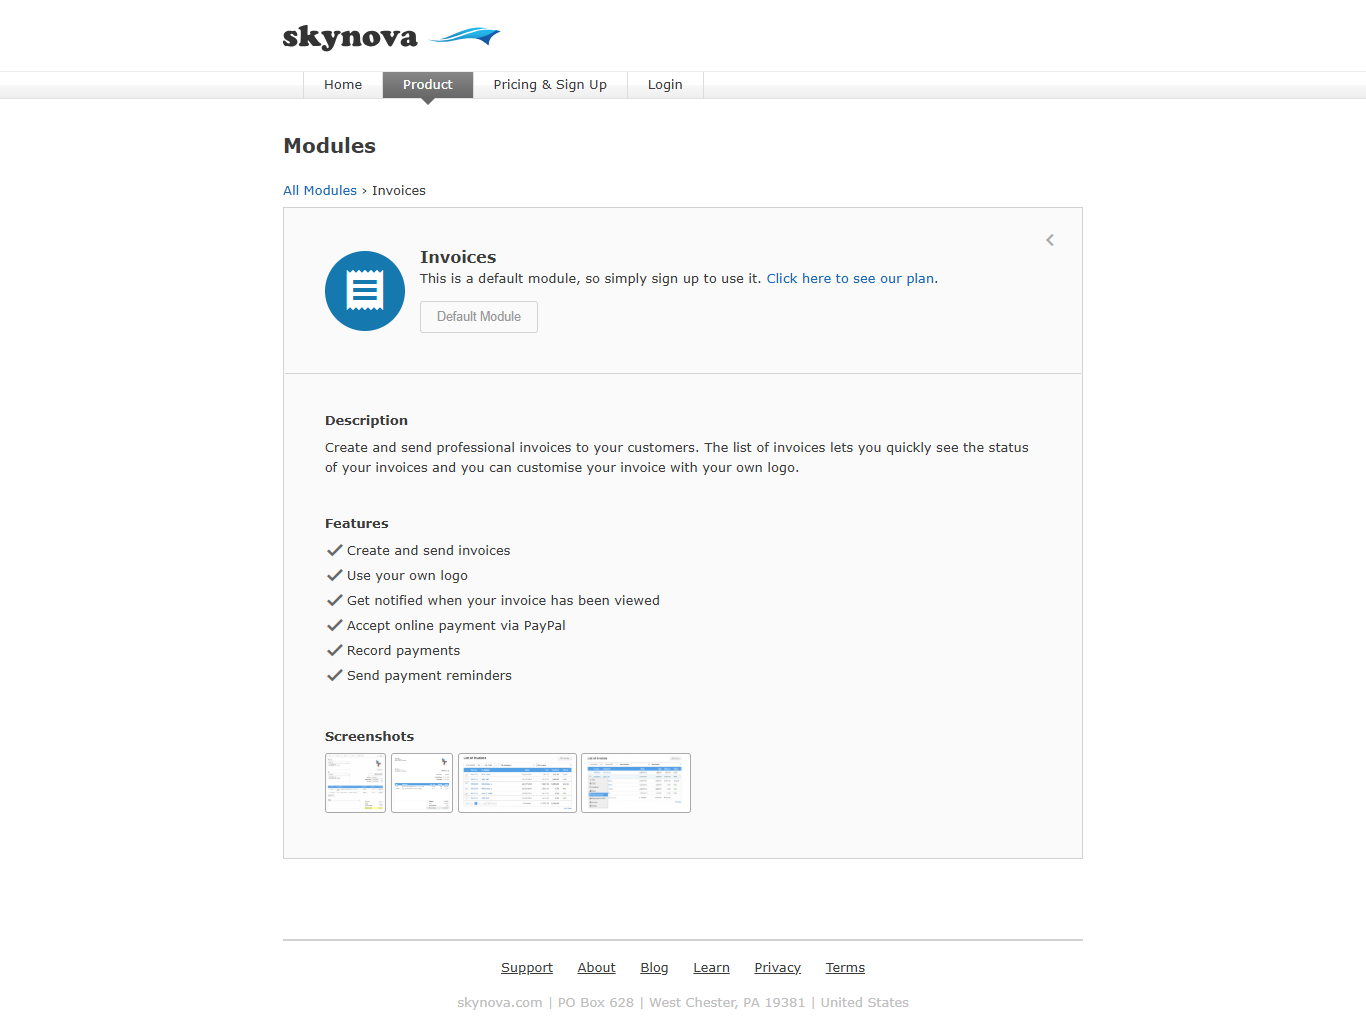 skynova
Home
Product
Pricing & Sign Up
Login
Modules
All Modules › Invoices
Invoices
This is a default module, so simply sign up to use it. Click here to see our plan.
Default Module
Description
Create and send professional invoices to your customers. The list of invoices lets you quickly see the status
of your invoices and you can customise your invoice with your own logo.
Features
Create and send invoices
Use your own logo
Get notified when your invoice has been viewed
Accept online payment via PayPal
Record payments
Send payment reminders
Screenshots
Support
About
Blog
Learn
Privacy
Terms
skynova.com | PO Box 628 | West Chester, PA 19381 | United States